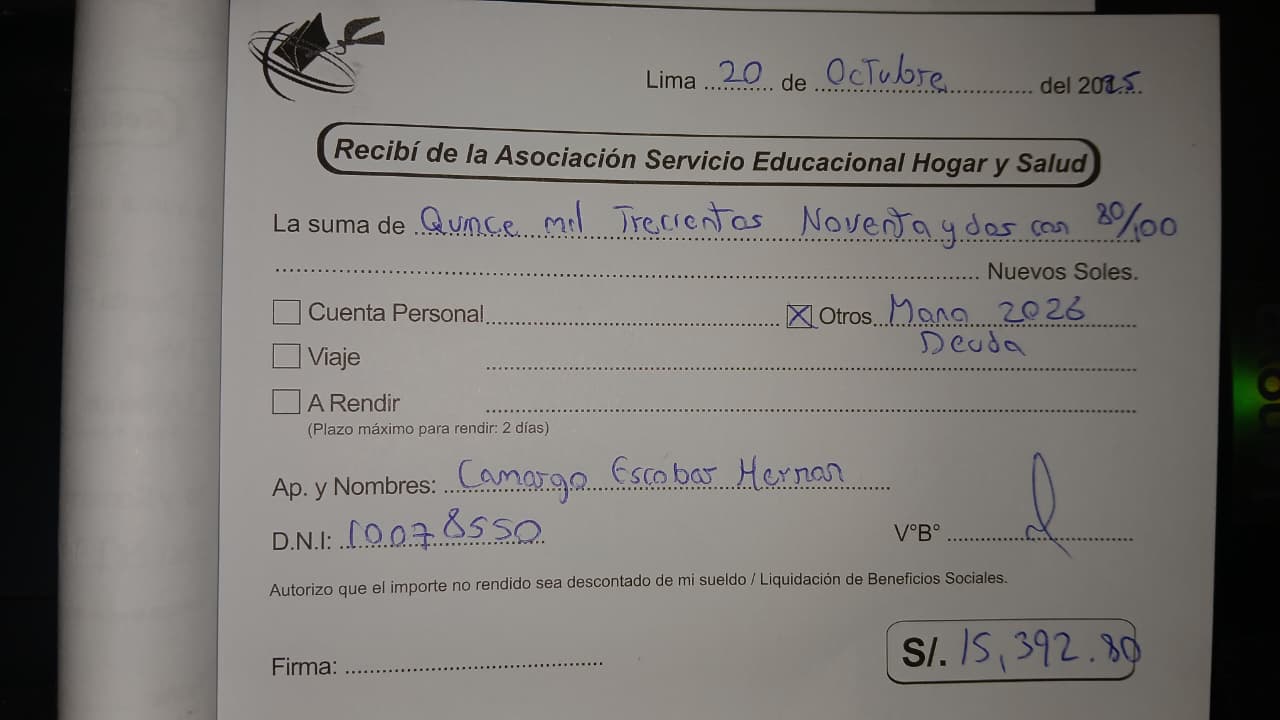 Lima 20 de Octubre del 2025
Recibí de la Asociación Servicio Educacional Hogar y Salud
La suma de Qunce mil Trecientos Noventa y dos con 80/100
Nuevos Soles.
Cuenta Personal Otros Mana 2026
Deuda
Viaje
A Rendir
(Plazo máximo para rendir: 2 días)
Ap. y Nombres: Camargo Escobar Hernan
D.N.I: 10078550 V°B°
Autorizo que el importe no rendido sea descontado de mi sueldo / Liquidación de Beneficios Sociales.
Firma: S/. 15,392.80